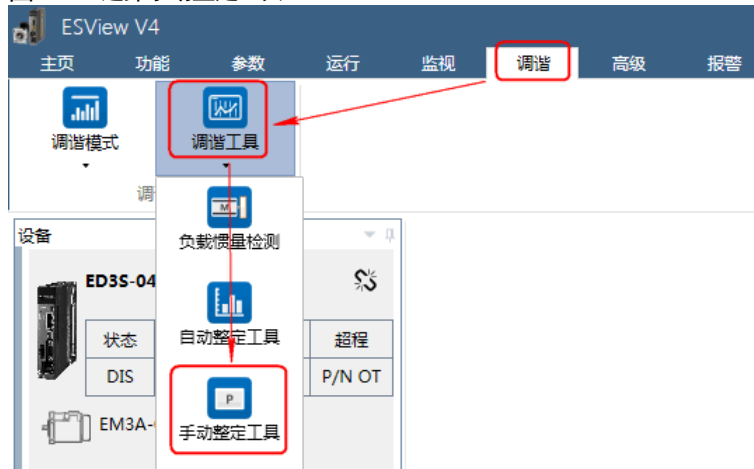 ESView V4
主页 功能 参数 运行 监视 调谐 高级 报警
调谐模式 调谐工具
调
设备
负载惯量检测
ED3S-04
自动整定工具
状态 超程
DIS P/N OT
P
EM3A-
手动整定工具